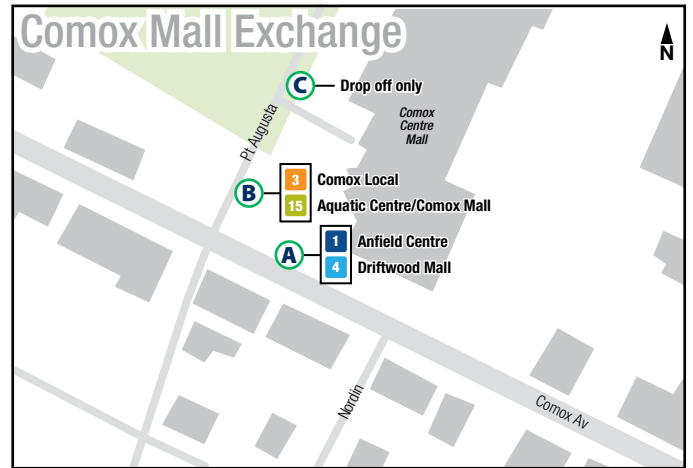 Comox Mall Exchange
N
C Drop off only
Comox
Centre
Mall
Pt Augusta
B
3 Comox Local
15 Aquatic Centre/Comox Mall
A
1 Anfield Centre
4 Driftwood Mall
Nordin
Comox Av